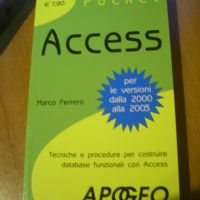 € 7,90
Pocket
Access
per
le versioni
dalla 2000
alla 2005
Marco Ferrero
Tecniche e procedure per costruire
database funzionali con Access
APOGEO